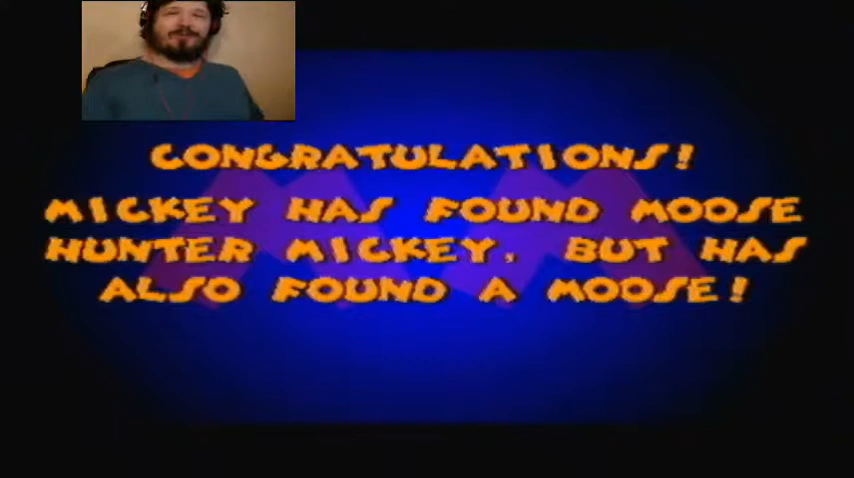 CONGRATULATIONS!
MICKEY HAS FOUND MOOSE
HUNTER MICKEY, BUT HAS
ALSO FOUND A MOOSE!